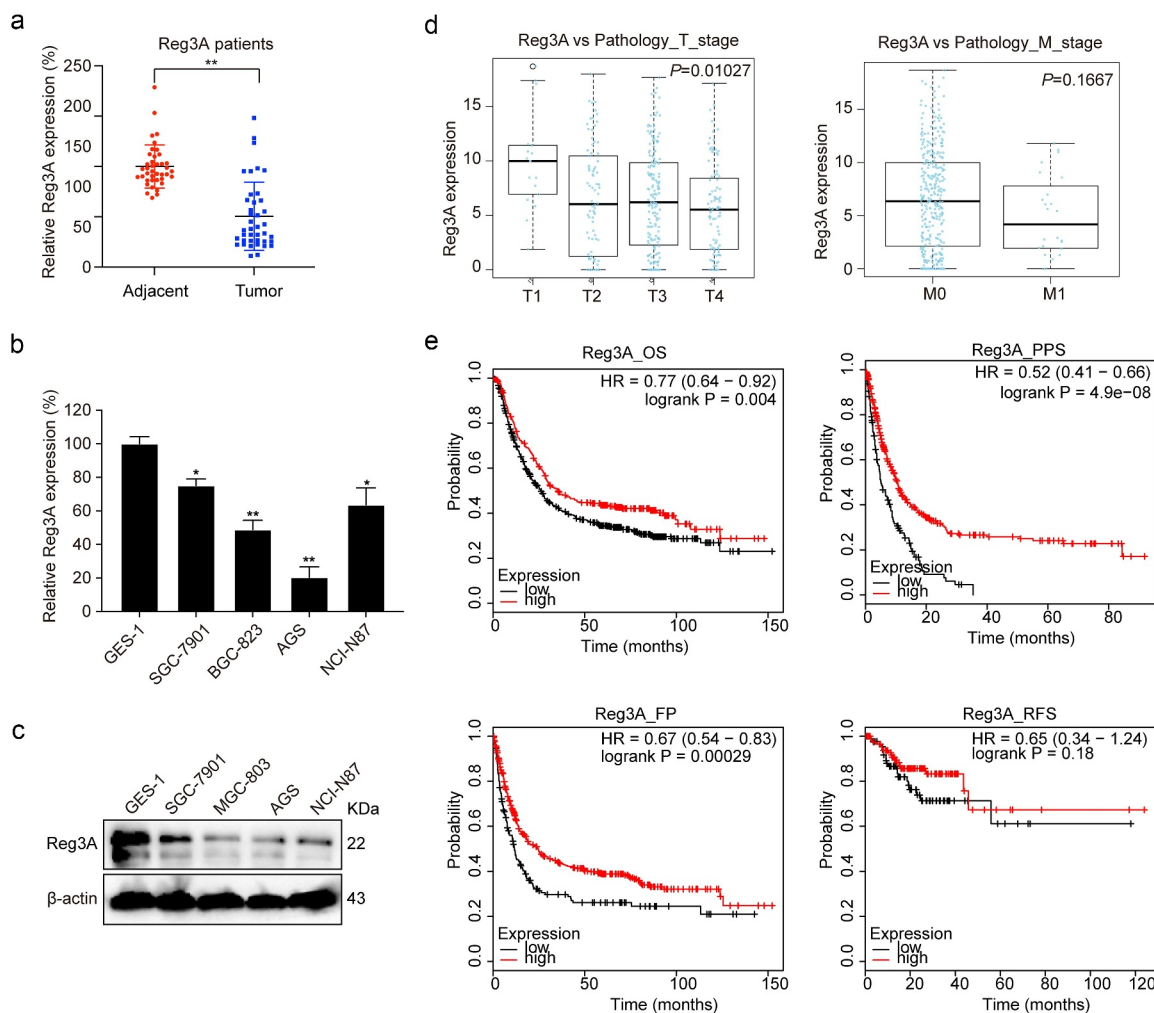 a
Reg3A patients
**
Relative Reg3A expression (%)
250
200
150
100
50
0
Adjacent
Tumor
b
Relative Reg3A expression (%)
120
100
80
60
40
20
0
*
**
**
*
GES-1
SGC-7901
BGC-823
AGS
NCI-N87
c
GES-1
SGC-7901
MGC-803
AGS
NCI-N87
KDa
Reg3A
22
β-actin
43
d
Reg3A vs Pathology_T_stage
P=0.01027
Reg3A expression
15
10
5
0
T1
T2
T3
T4
Reg3A vs Pathology_M_stage
P=0.1667
Reg3A expression
15
10
5
0
M0
M1
e
Reg3A_OS
HR = 0.77 (0.64 − 0.92)
logrank P = 0.004
Probability
1.0
0.8
0.6
0.4
0.2
0.0
Expression
low
high
0
50
100
150
Time (months)
Reg3A_PPS
HR = 0.52 (0.41 − 0.66)
logrank P = 4.9e−08
Probability
1.0
0.8
0.6
0.4
0.2
0.0
Expression
low
high
0
20
40
60
80
Time (months)
Reg3A_FP
HR = 0.67 (0.54 − 0.83)
logrank P = 0.00029
Probability
1.0
0.8
0.6
0.4
0.2
0.0
Expression
low
high
0
50
100
150
Time (months)
Reg3A_RFS
HR = 0.65 (0.34 − 1.24)
logrank P = 0.18
Probability
1.0
0.8
0.6
0.4
0.2
0.0
Expression
low
high
0
20
40
60
80
100
120
Time (months)